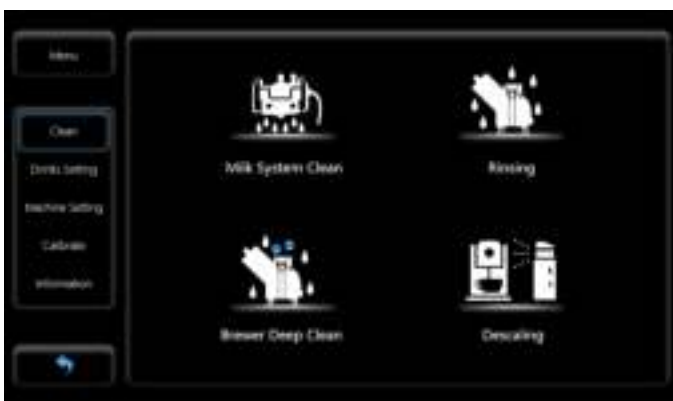 Menu
Clean
Drinks Setting
Machine Setting
Calibrate
Information
Milk System Clean
Rinsing
Brewer Deep Clean
Descaling